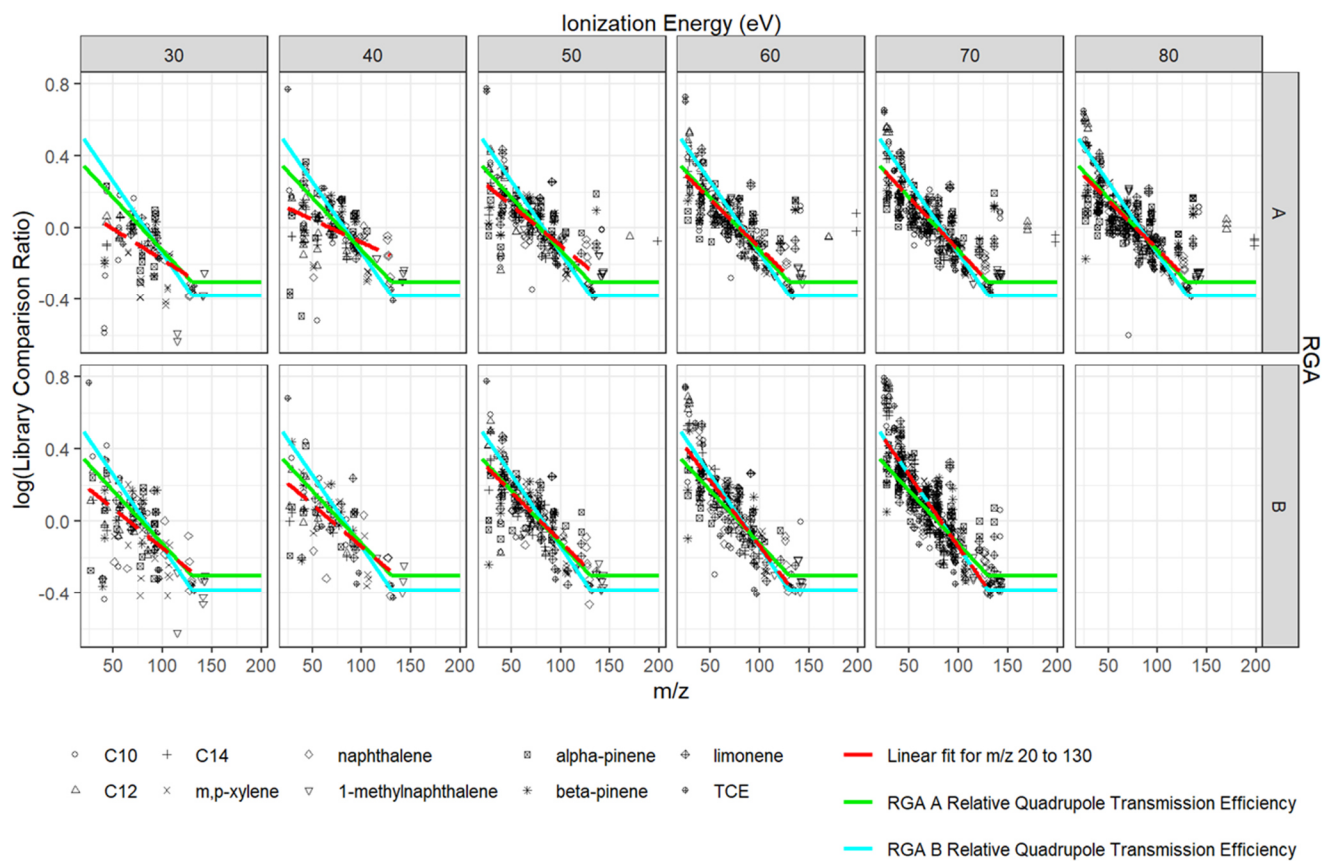 Ionization Energy (eV)
30 40 50 60 70 80
0.8
0.4
0.0
-0.4
A
log(Library Comparison Ratio)
RGA
0.8
0.4
0.0
-0.4
B
50 100 150 200 50 100 150 200 50 100 150 200 50 100 150 200 50 100 150 200 50 100 150 200
m/z
C10 C14 naphthalene alpha-pinene limonene Linear fit for m/z 20 to 130
C12 m,p-xylene 1-methylnaphthalene beta-pinene TCE RGA A Relative Quadrupole Transmission Efficiency
RGA B Relative Quadrupole Transmission Efficiency